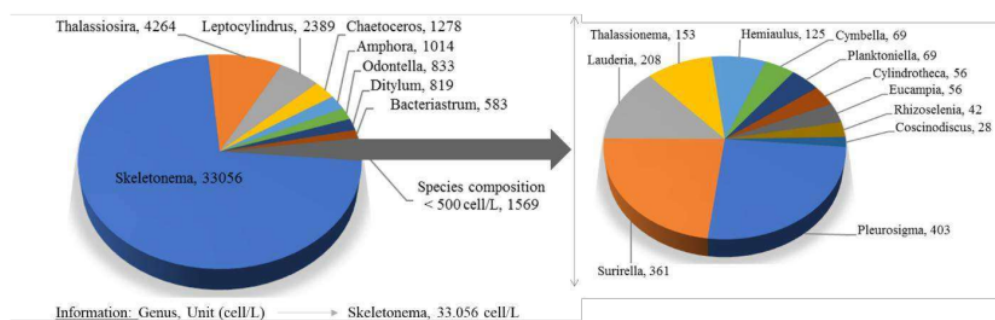 Thalassiosira, 4264
Leptocylindrus, 2389
Chaetoceros, 1278
Amphora, 1014
Odontella, 833
Ditylum, 819
Bacteriastrum, 583
Skeletonema, 33056
Species composition
< 500 cell/L, 1569
Information: Genus, Unit (cell/L)
Skeletonema, 33.056 cell/L
Thalassionema, 153
Hemiaulus, 125
Cymbella, 69
Lauderia, 208
Planktoniella, 69
Cylindrotheca, 56
Eucampia, 56
Rhizoselenia, 42
Coscinodiscus, 28
Pleurosigma, 403
Surirella, 361